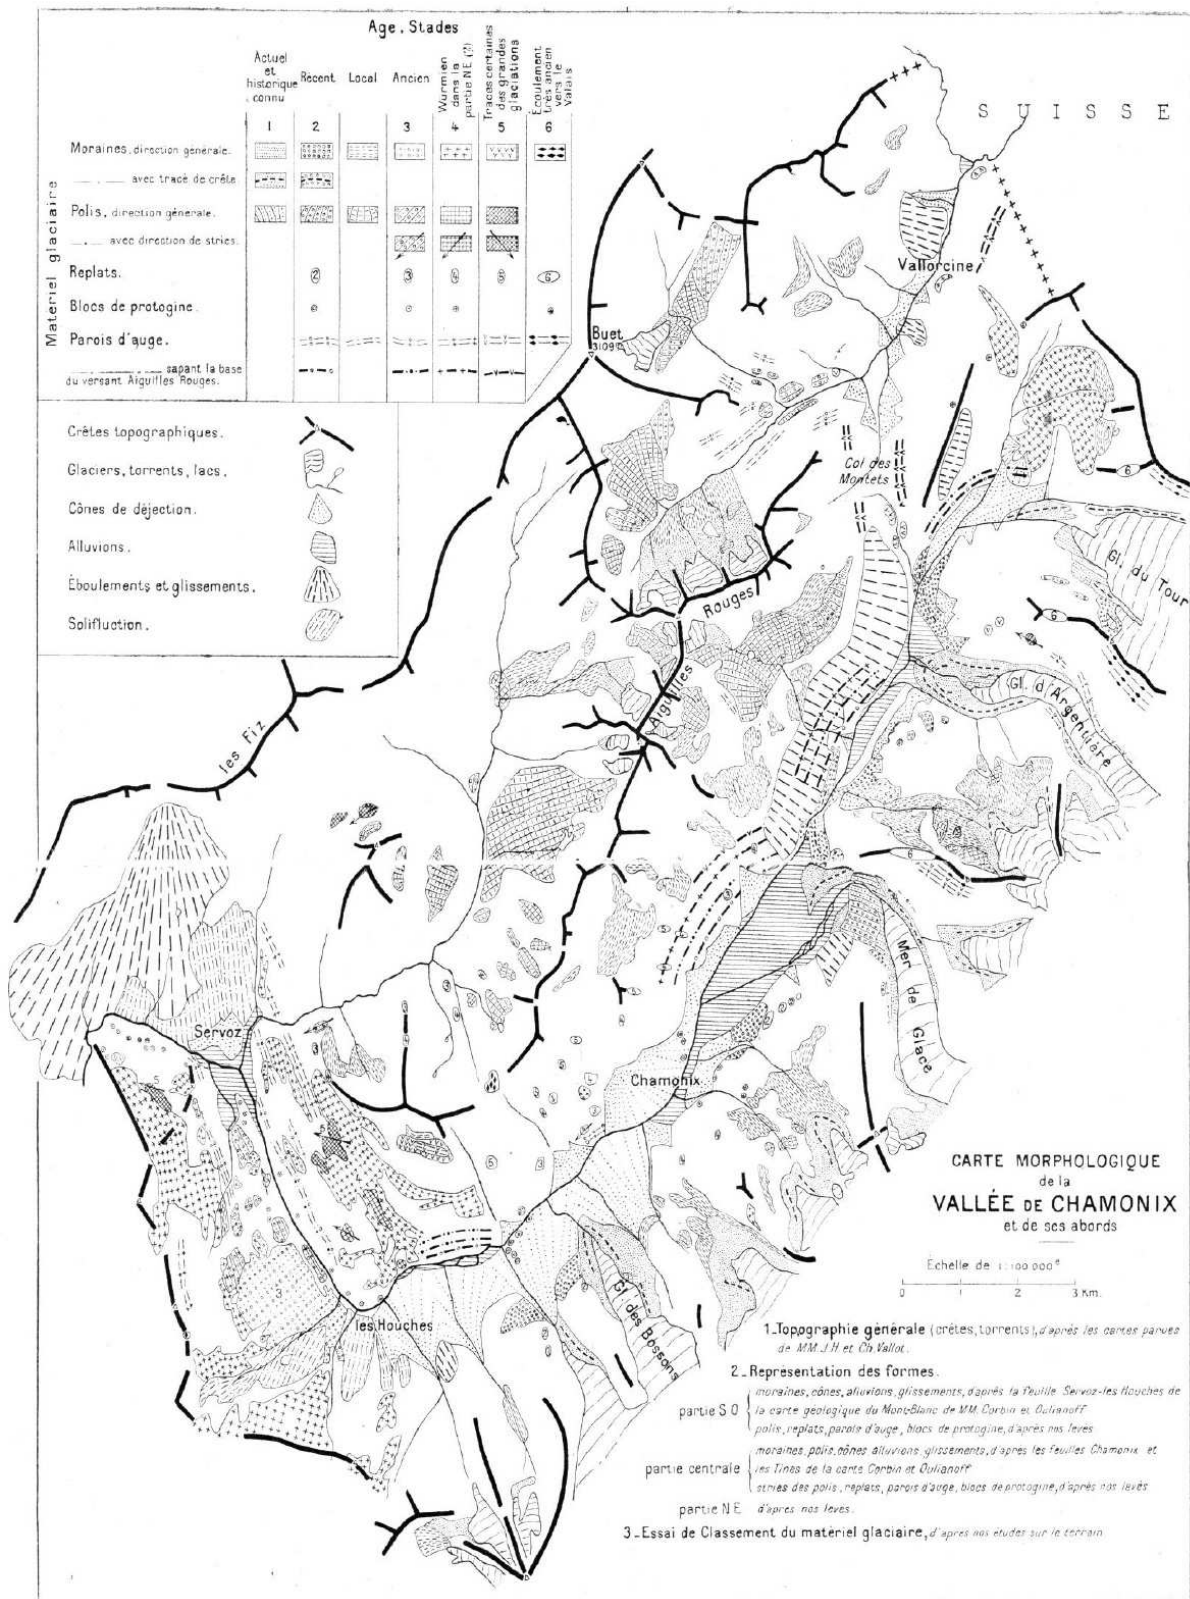 Age. Stades
Actuel
et
historique
connu
Récent
Local
Ancien
Wurmien
dans la
partie NE (?)
Traces certaines
des grandes
glaciations
Écoulement
très ancien
vers le
Valais
1 2 3 4 5 6
Matériel glaciaire
Moraines, direction générale.
avec tracé de crête
Polis, direction générale.
avec direction de stries.
Replats.
2 3 4 5 6
Blocs de protogine.
Parois d'auge.
sapant la base
du versant Aiguilles Rouges.
Crêtes topographiques.
Glaciers, torrents, lacs.
Cônes de déjection.
Alluvions.
Éboulements et glissements.
Solifluction.
SUISSE
Vallorcine
Buet
3109m
Col des
Montets
Gl. du Tour
Rouges
Aiguilles
Gl. d'Argentière
les Fiz
Mer de Glace
Servoz
Chamonix
les Houches
Gl. des Bossons
CARTE MORPHOLOGIQUE
de la
VALLÉE DE CHAMONIX
et de ses abords
Échelle de 1:100 000e
0 1 2 3 Km.
1_Topographie générale (crêtes, torrents), d'après les cartes parues
de MM. J.H. et Ch. Vallot.
2_Représentation des formes.
partie S O
moraines, cônes, alluvions, glissements, d'après la feuille Servoz-les Houches de
la carte géologique du Mont-Blanc de MM. Corbin et Oulianoff
polis, replats, parois d'auge, blocs de protogine, d'après nos levés
partie centrale
moraines, polis, cônes alluvions, glissements, d'après les feuilles Chamonix et
les Tines de la carte Corbin et Oulianoff
stries des polis, replats, parois d'auge, blocs de protogine, d'après nos levés
partie N E d'après nos levés.
3_Essai de Classement du matériel glaciaire, d'après nos études sur le terrain